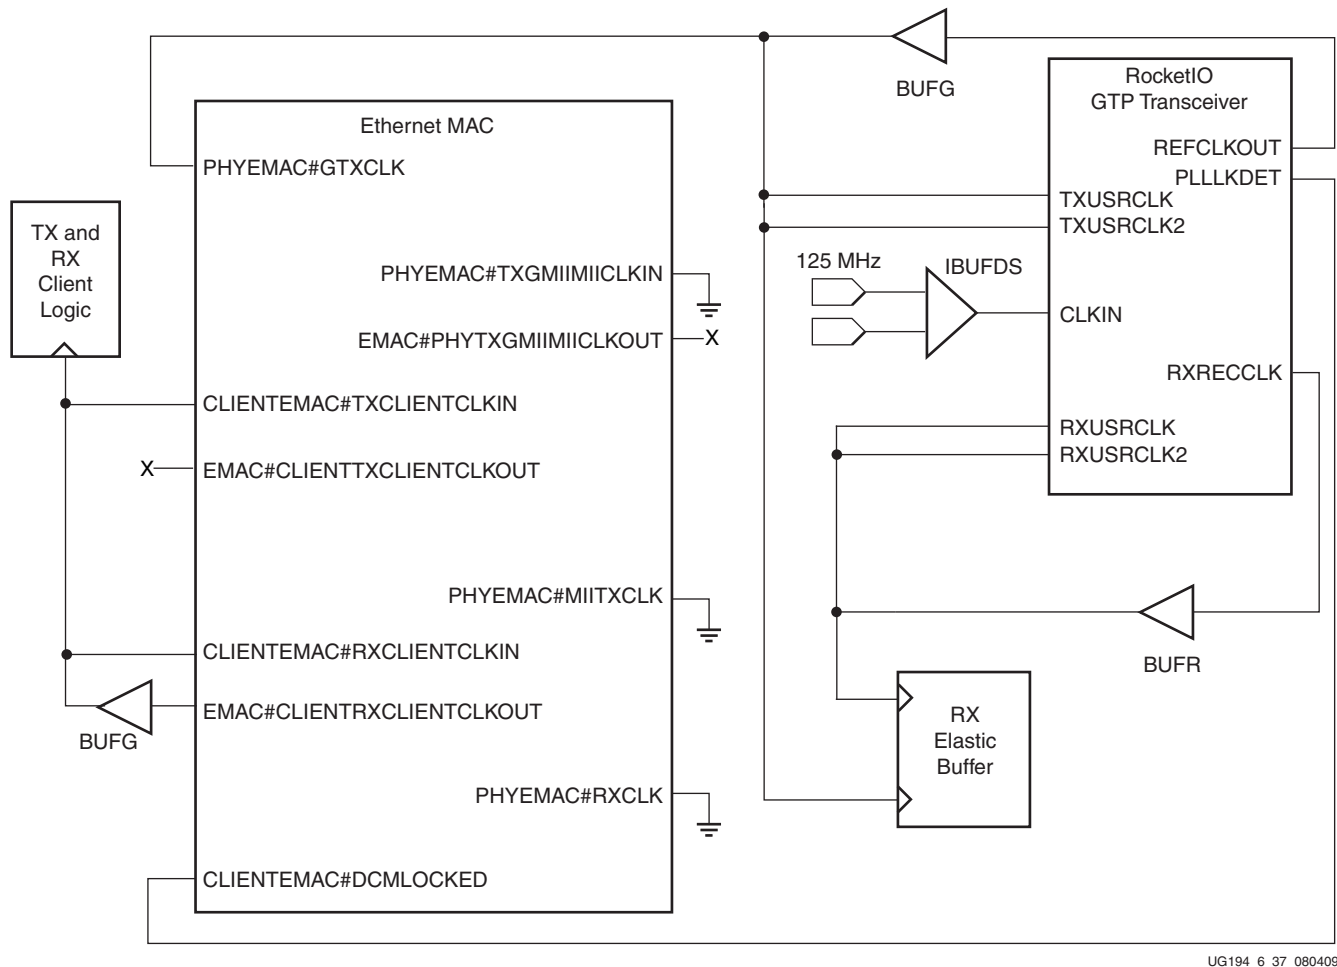 BUFG
RocketIO
GTP Transceiver
Ethernet MAC
REFCLKOUT
PHYEMAC#GTXCLK
PLLLKDET
TXUSRCLK
TXUSRCLK2
TX and
RX
Client
Logic
125 MHz
IBUFDS
PHYEMAC#TXGMIIMIICLKIN
CLKIN
EMAC#PHYTXGMIIMIICLKOUT
X
RXRECCLK
CLIENTEMAC#TXCLIENTCLKIN
RXUSRCLK
RXUSRCLK2
X
EMAC#CLIENTTXCLIENTCLKOUT
PHYEMAC#MIITXCLK
CLIENTEMAC#RXCLIENTCLKIN
BUFR
EMAC#CLIENTRXCLIENTCLKOUT
BUFG
RX
Elastic
Buffer
PHYEMAC#RXCLK
CLIENTEMAC#DCMLOCKED
UG194_6_37_080409